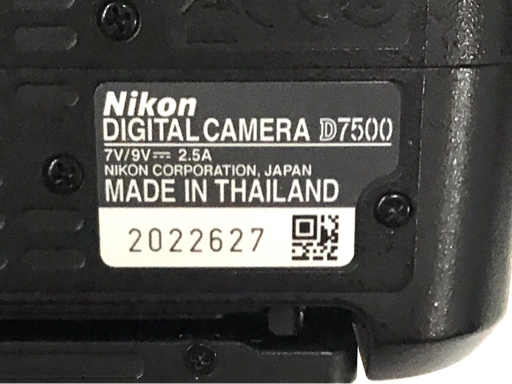 Nikon
DIGITAL CAMERA D7500
7V/9V⎓ 2.5A
NIKON CORPORATION, JAPAN
MADE IN THAILAND
2022627